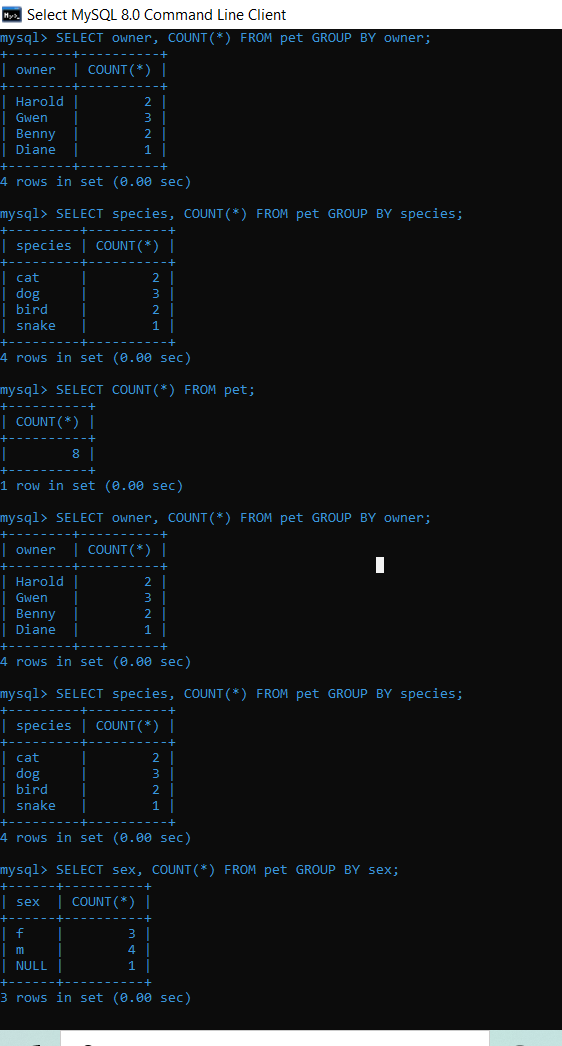 Select MySQL 8.0 Command Line Client
mysql> SELECT owner, COUNT(*) FROM pet GROUP BY owner;
+--------+----------+
| owner  | COUNT(*) |
+--------+----------+
| Harold |        2 |
| Gwen   |        3 |
| Benny  |        2 |
| Diane  |        1 |
+--------+----------+
4 rows in set (0.00 sec)
mysql> SELECT species, COUNT(*) FROM pet GROUP BY species;
+---------+----------+
| species | COUNT(*) |
+---------+----------+
| cat     |        2 |
| dog     |        3 |
| bird    |        2 |
| snake   |        1 |
+---------+----------+
4 rows in set (0.00 sec)
mysql> SELECT COUNT(*) FROM pet;
+----------+
| COUNT(*) |
+----------+
|        8 |
+----------+
1 row in set (0.00 sec)
mysql> SELECT owner, COUNT(*) FROM pet GROUP BY owner;
+--------+----------+
| owner  | COUNT(*) |
+--------+----------+
| Harold |        2 |
| Gwen   |        3 |
| Benny  |        2 |
| Diane  |        1 |
+--------+----------+
4 rows in set (0.00 sec)
mysql> SELECT species, COUNT(*) FROM pet GROUP BY species;
+---------+----------+
| species | COUNT(*) |
+---------+----------+
| cat     |        2 |
| dog     |        3 |
| bird    |        2 |
| snake   |        1 |
+---------+----------+
4 rows in set (0.00 sec)
mysql> SELECT sex, COUNT(*) FROM pet GROUP BY sex;
+------+----------+
| sex  | COUNT(*) |
+------+----------+
| f    |        3 |
| m    |        4 |
| NULL |        1 |
+------+----------+
3 rows in set (0.00 sec)